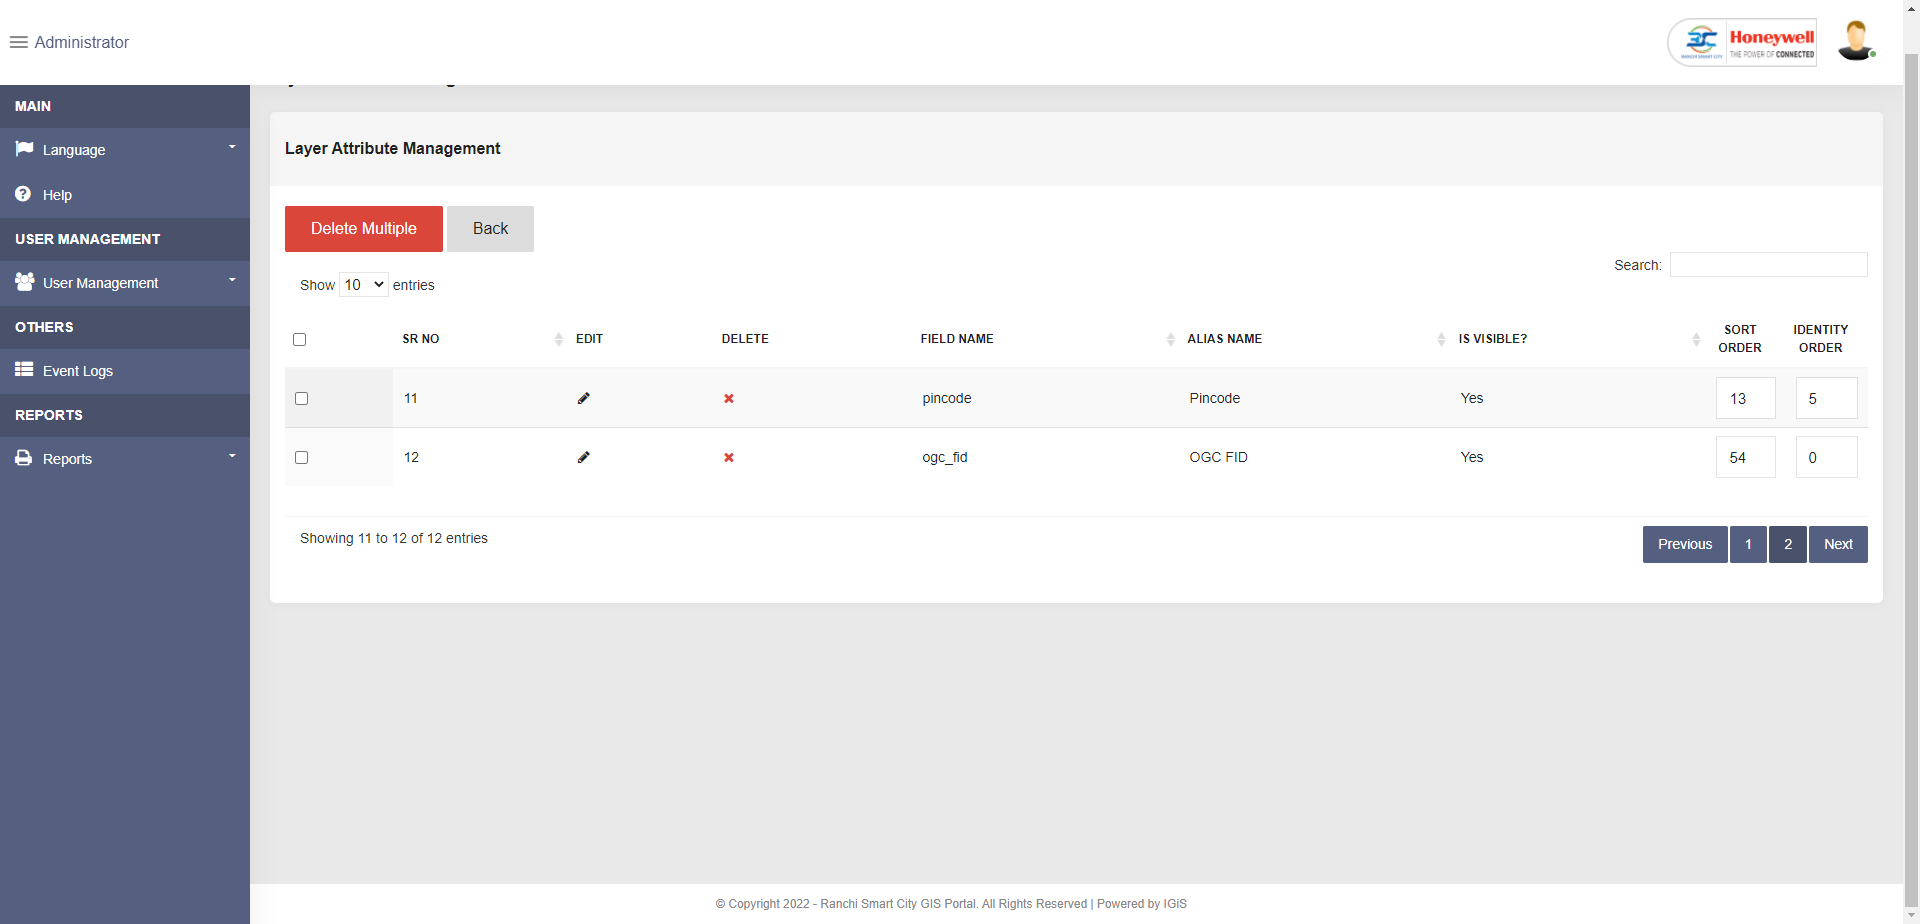 Administrator
Honeywell
THE POWER OF CONNECTED
RANCHI SMART CITY
MAIN
Language
Help
USER MANAGEMENT
User Management
OTHERS
Event Logs
REPORTS
Reports
Layer Attribute Management
Delete Multiple Back
Show 10 entries
Search:
SR NO EDIT DELETE FIELD NAME ALIAS NAME IS VISIBLE? SORT ORDER IDENTITY ORDER
11 pincode Pincode Yes 13 5
12 ogc_fid OGC FID Yes 54 0
Showing 11 to 12 of 12 entries
Previous 1 2 Next
© Copyright 2022 - Ranchi Smart City GIS Portal. All Rights Reserved | Powered by IGiS